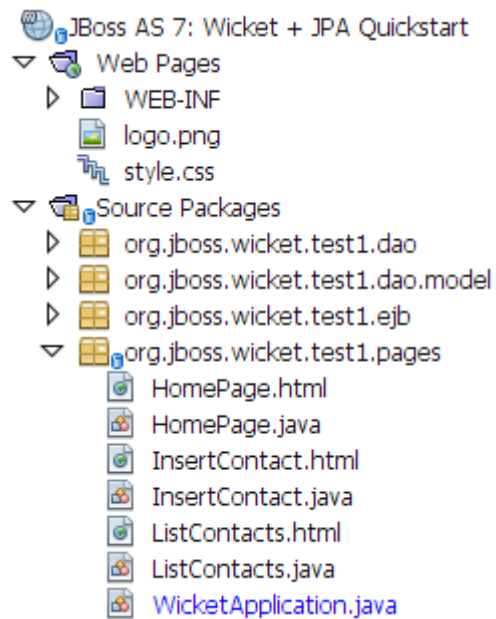 JBoss AS 7: Wicket + JPA Quickstart
Web Pages
WEB-INF
logo.png
style.css
Source Packages
org.jboss.wicket.test1.dao
org.jboss.wicket.test1.dao.model
org.jboss.wicket.test1.ejb
org.jboss.wicket.test1.pages
HomePage.html
HomePage.java
InsertContact.html
InsertContact.java
ListContacts.html
ListContacts.java
WicketApplication.java